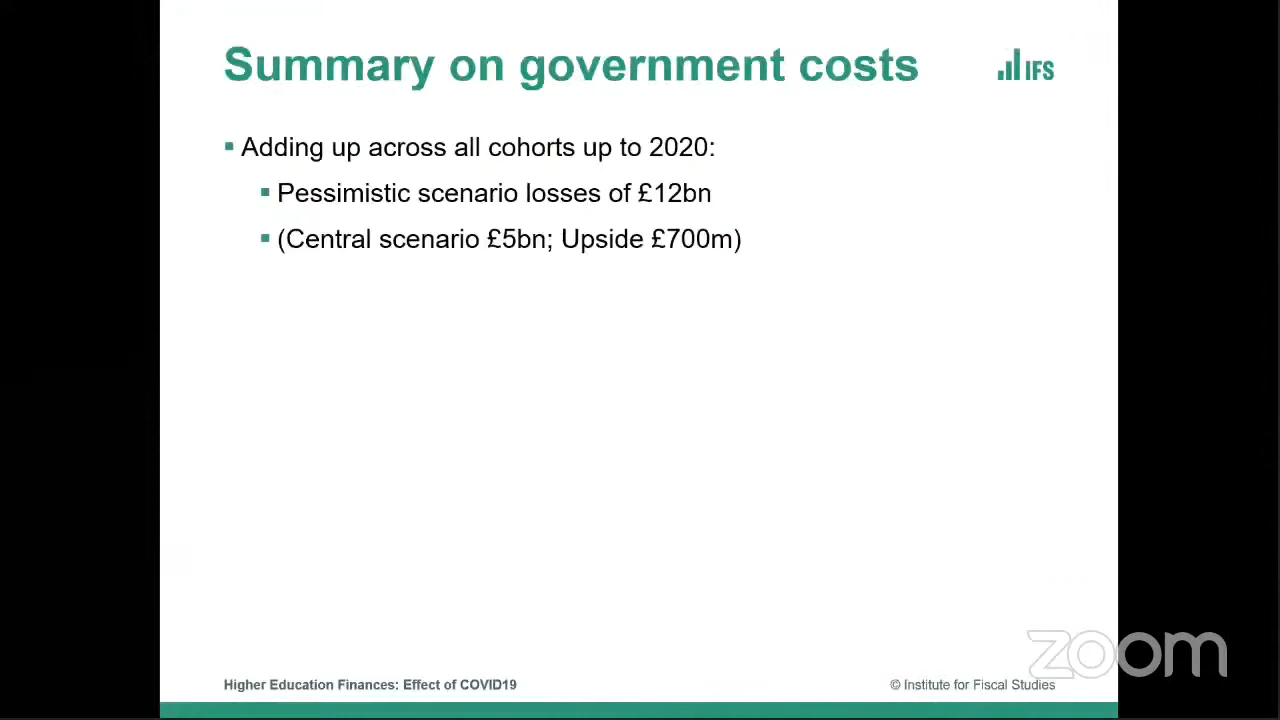 Summary on government costs
IFS
Adding up across all cohorts up to 2020:
Pessimistic scenario losses of £12bn
(Central scenario £5bn; Upside £700m)
zoom
Higher Education Finances: Effect of COVID19
© Institute for Fiscal Studies